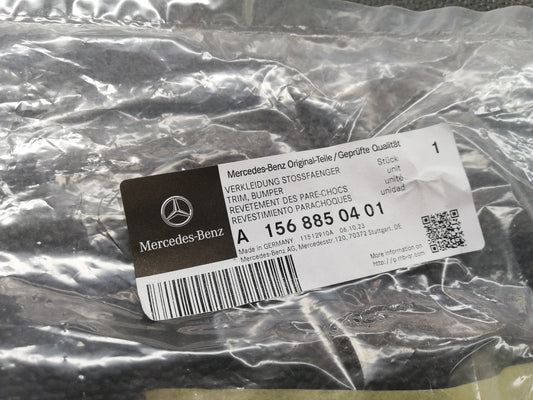 Mercedes-Benz Original-Teile / Geprüfte Qualität
VERKLEIDUNG STOSSFAENGER Stück 1
TRIM, BUMPER unit
REVETEMENT DES PARE-CHOCS unité
REVESTIMIENTO PARACHOQUES unidad
A 156 885 04 01
Made in GERMANY 11512910A 06.10.23
Mercedes-Benz AG, Mercedesstr.120, 70372 Stuttgart, DE
Mercedes-Benz
More information on